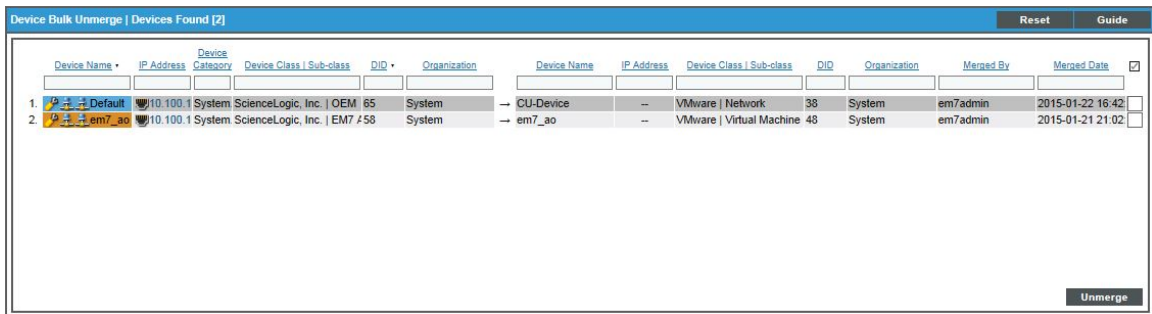 Device Bulk Unmerge | Devices Found [2] Reset Guide
Device Name IP Address Device Category Device Class | Sub-class DID Organization Device Name IP Address Device Class | Sub-class DID Organization Merged By Merged Date
1. Default 10.100.1 System. ScienceLogic, Inc. | OEM 65 System → CU-Device -- VMware | Network 38 System em7admin 2015-01-22 16:42:
2. em7_ao 10.100.1 System. ScienceLogic, Inc. | EM7 A 58 System → em7_ao -- VMware | Virtual Machine 48 System em7admin 2015-01-21 21:02:
Unmerge